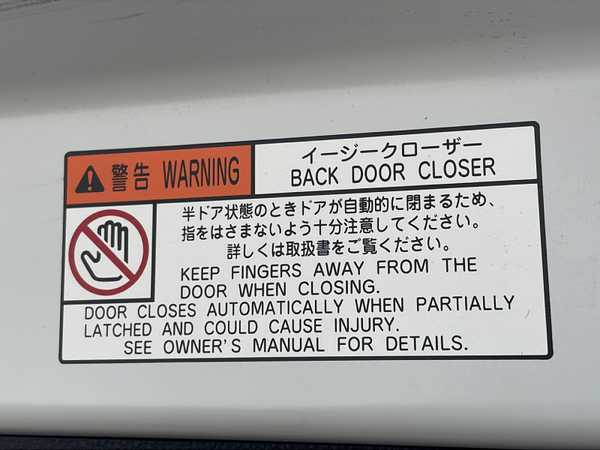 警告 WARNING
イージークローザー
BACK DOOR CLOSER
半ドア状態のときドアが自動的に閉まるため、
指をはさまないよう十分注意してください。
詳しくは取扱書をご覧ください。
KEEP FINGERS AWAY FROM THE
DOOR WHEN CLOSING.
DOOR CLOSES AUTOMATICALLY WHEN PARTIALLY
LATCHED AND COULD CAUSE INJURY.
SEE OWNER'S MANUAL FOR DETAILS.